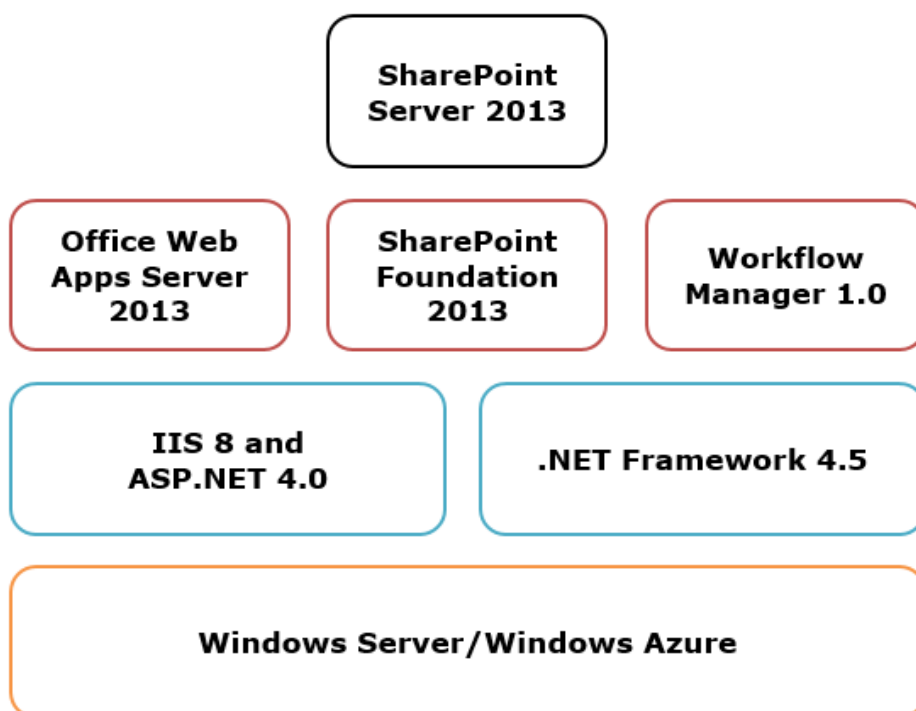 SharePoint
Server 2013
Office Web
Apps Server
2013
SharePoint
Foundation
2013
Workflow
Manager 1.0
IIS 8 and
ASP.NET 4.0
.NET Framework 4.5
Windows Server/Windows Azure